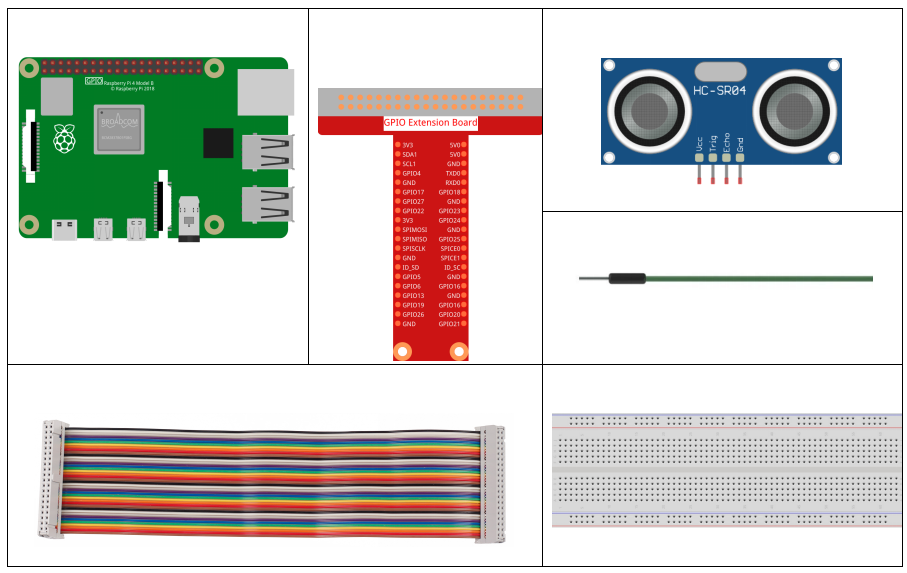 Raspberry Pi 4 Model B
© Raspberry Pi 2018
BROADCOM
GPIO Extension Board
3V3 5V0
SDA1 5V0
SCL1 GND
GPIO4 TXD0
GND RXD0
GPIO17 GPIO18
GPIO27 GND
GPIO22 GPIO23
3V3 GPIO24
SPIMOSI GND
SPIMISO GPIO25
SPISCLK SPICE0
GND SPICE1
ID_SD ID_SC
GPIO5 GND
GPIO6 GPIO16
GPIO13 GND
GPIO19 GPIO16
GPIO26 GPIO20
GND GPIO21
HC-SR04
Vcc
Trig
Echo
Gnd